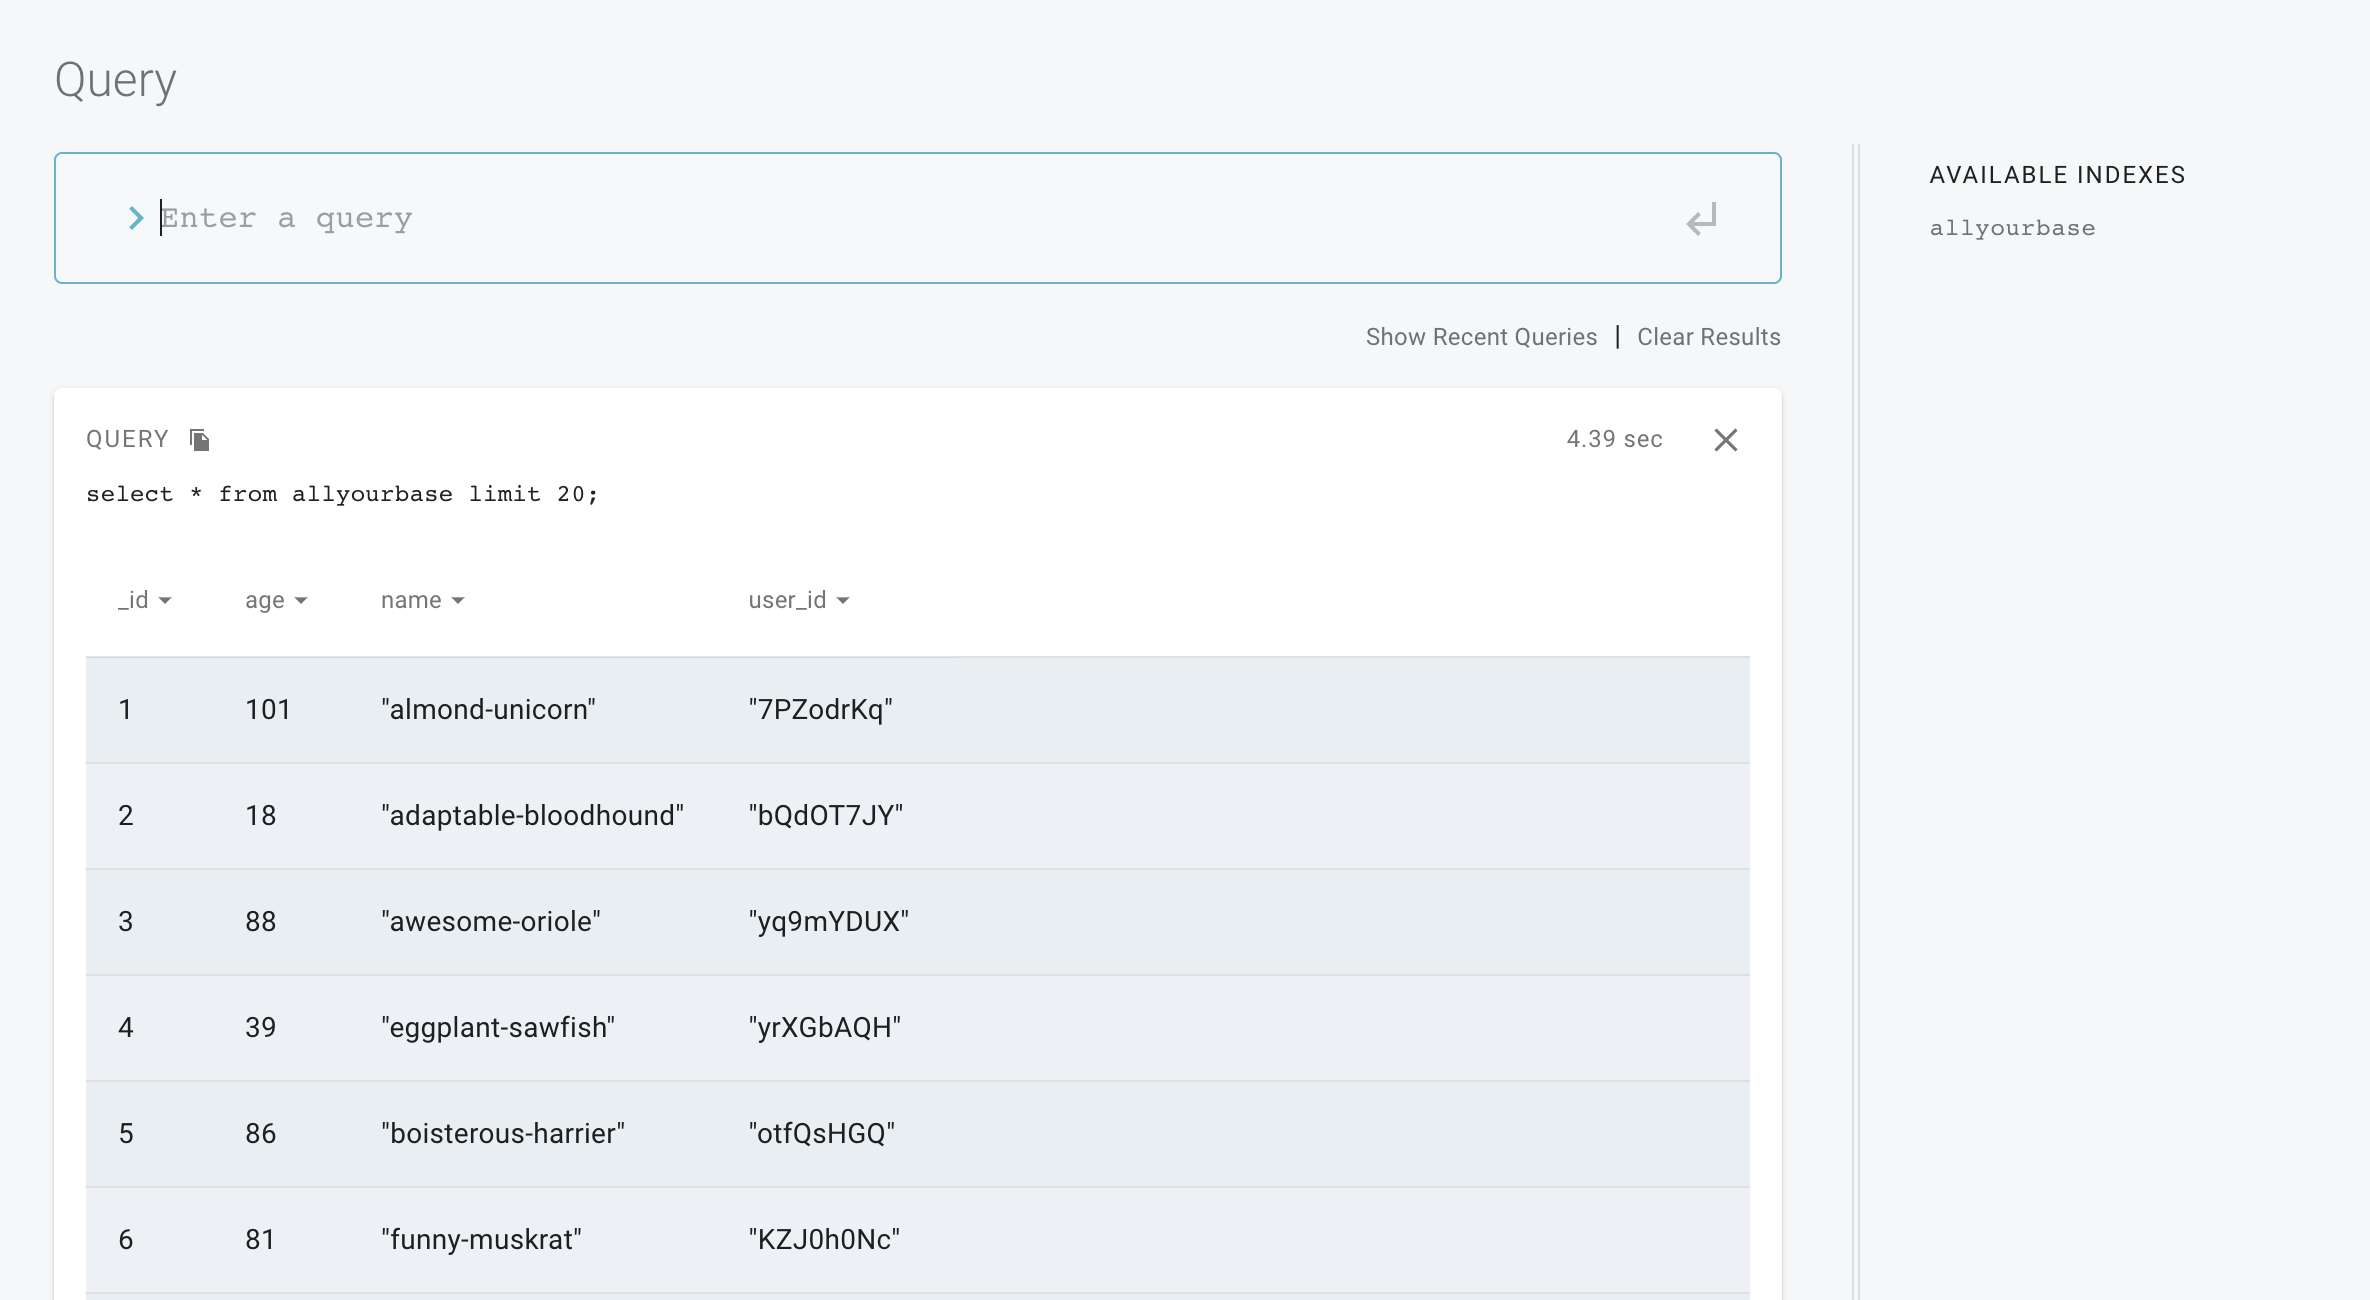 Query
Enter a query
AVAILABLE INDEXES
allyourbase
Show Recent Queries | Clear Results
QUERY 4.39 sec
select * from allyourbase limit 20;
_id age name user_id
1 101 "almond-unicorn" "7PZodrKq"
2 18 "adaptable-bloodhound" "bQdOT7JY"
3 88 "awesome-oriole" "yq9mYDUX"
4 39 "eggplant-sawfish" "yrXGbAQH"
5 86 "boisterous-harrier" "otfQsHGQ"
6 81 "funny-muskrat" "KZJ0h0Nc"